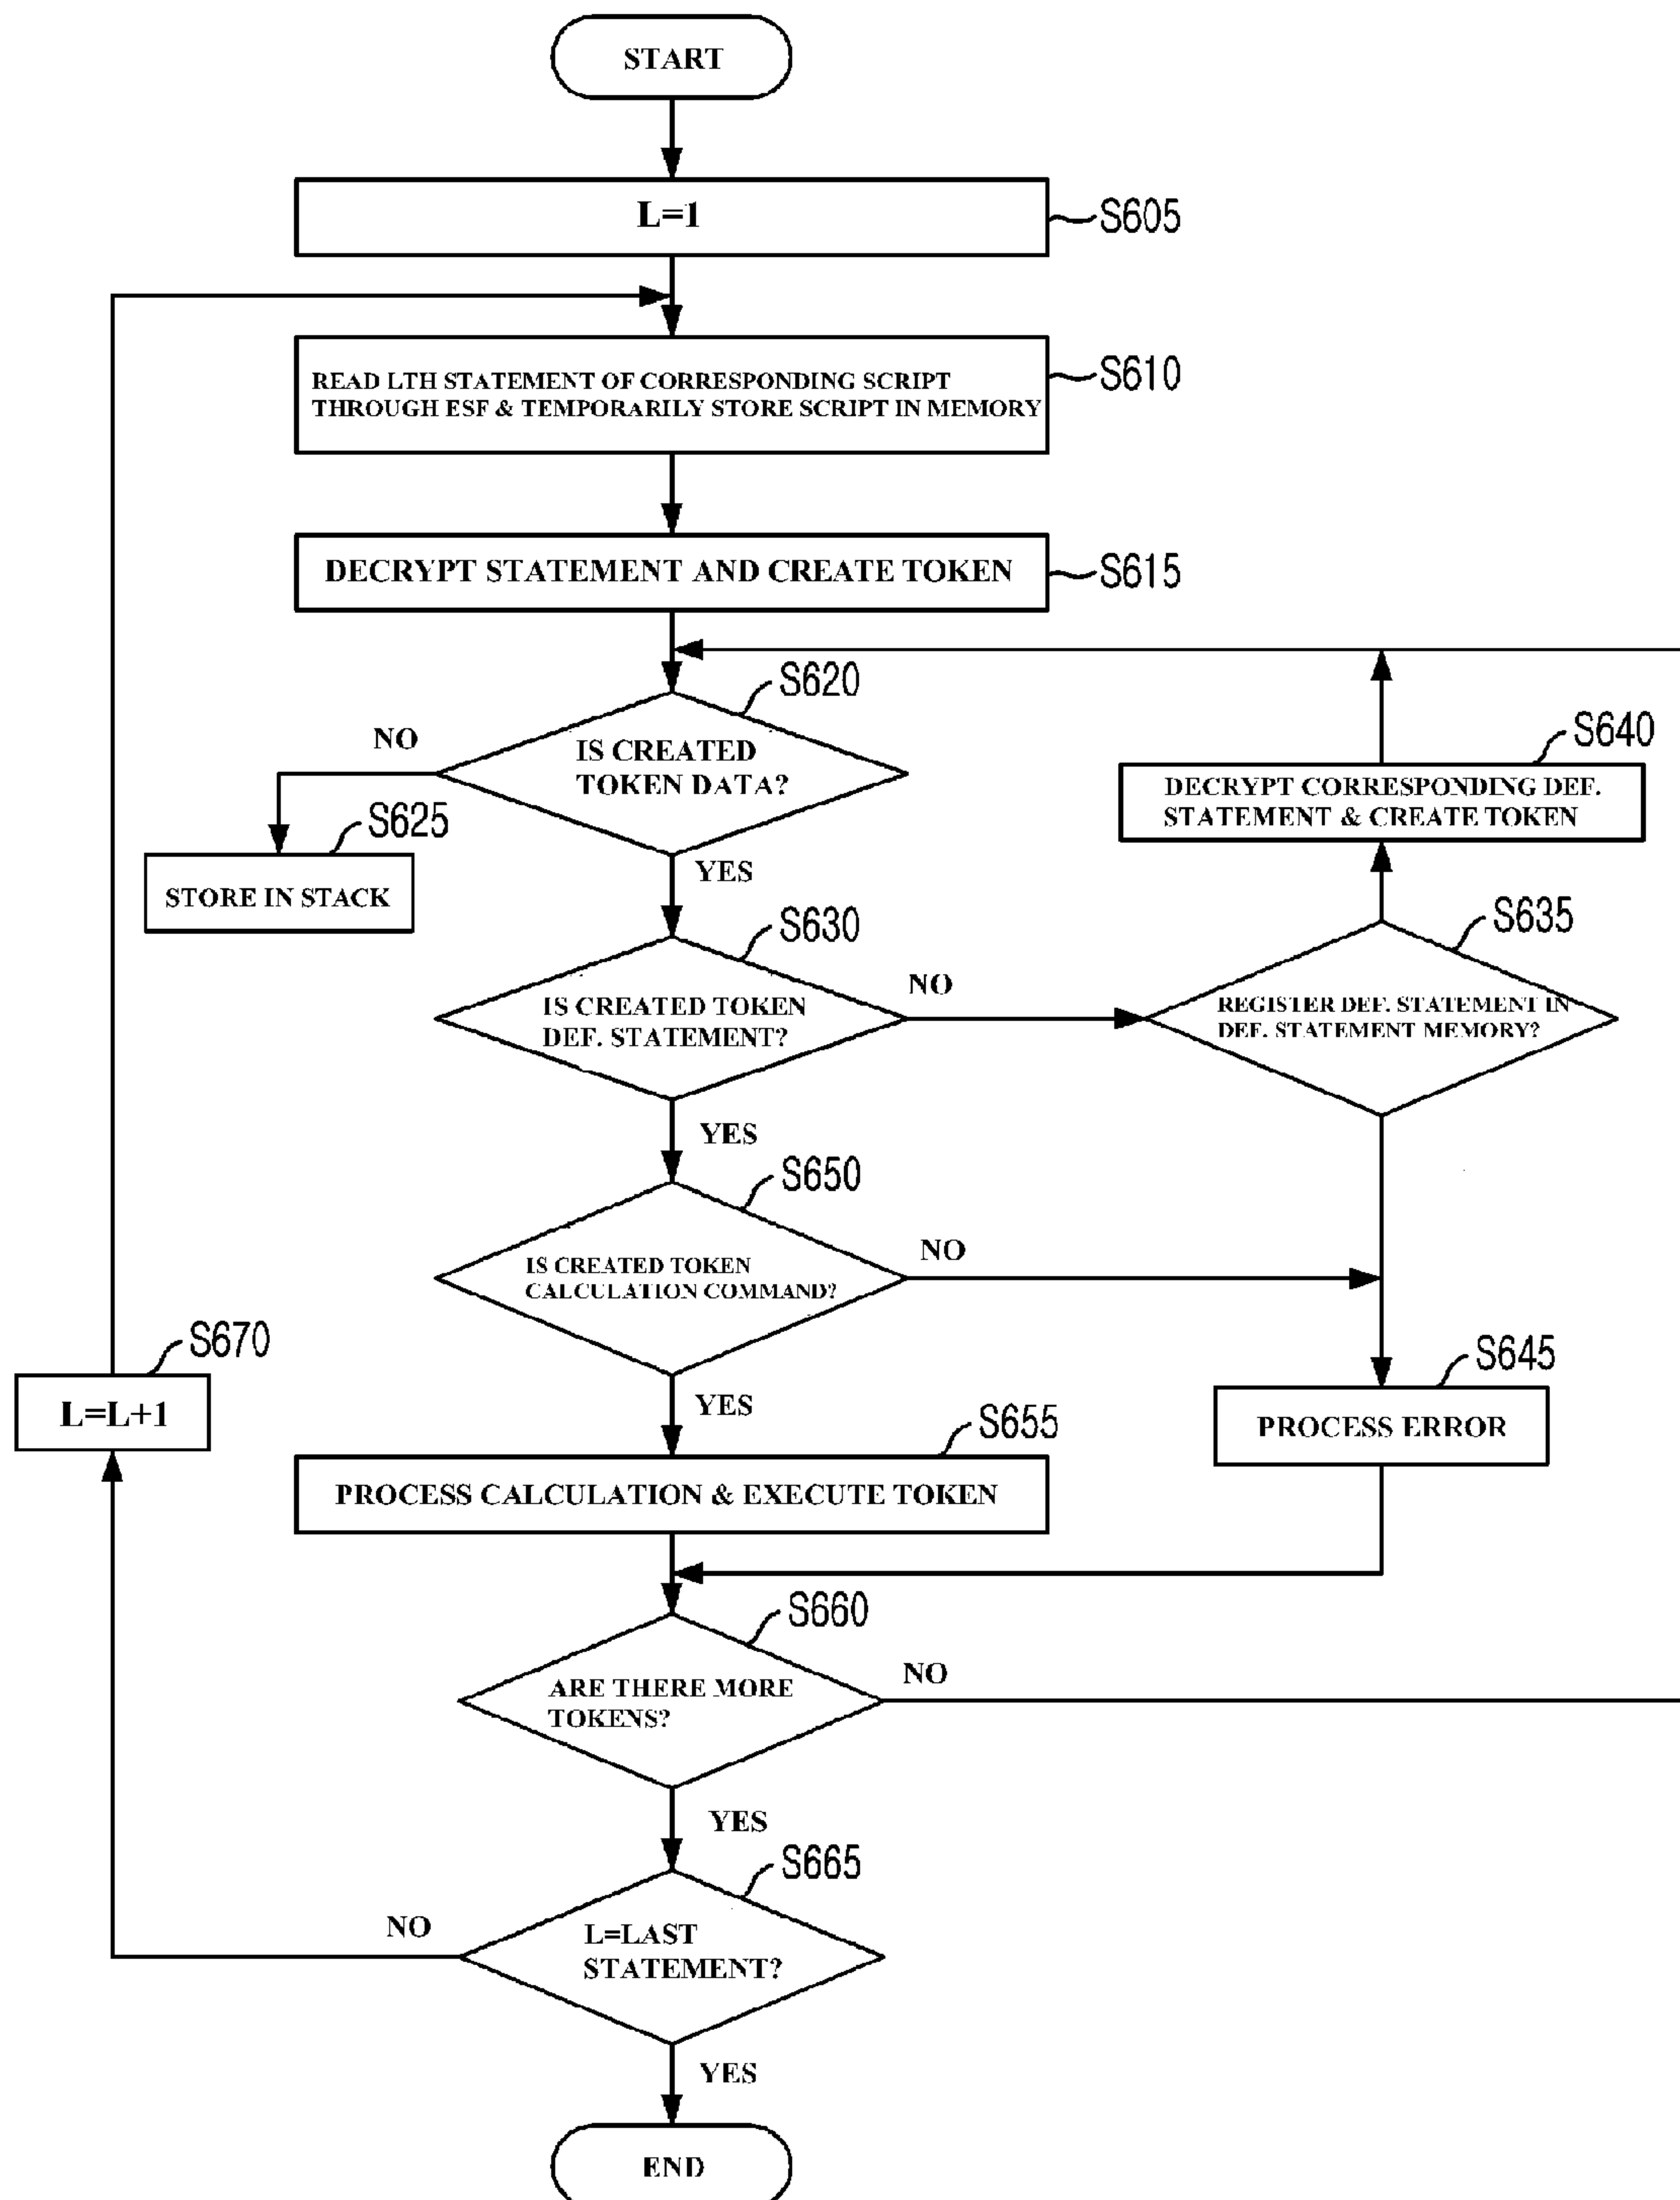 START
L=1
S605
READ LTH STATEMENT OF CORRESPONDING SCRIPT
THROUGH ESF & TEMPORARILY STORE SCRIPT IN MEMORY
S610
DECRYPT STATEMENT AND CREATE TOKEN
S615
S620
IS CREATED
TOKEN DATA?
NO
YES
S625
STORE IN STACK
S640
DECRYPT CORRESPONDING DEF.
STATEMENT & CREATE TOKEN
S630
IS CREATED TOKEN
DEF. STATEMENT?
NO
YES
S635
REGISTER DEF. STATEMENT IN
DEF. STATEMENT MEMORY?
S650
IS CREATED TOKEN
CALCULATION COMMAND?
NO
YES
S670
L=L+1
S645
PROCESS ERROR
S655
PROCESS CALCULATION & EXECUTE TOKEN
S660
ARE THERE MORE
TOKENS?
NO
YES
S665
L=LAST
STATEMENT?
NO
YES
END